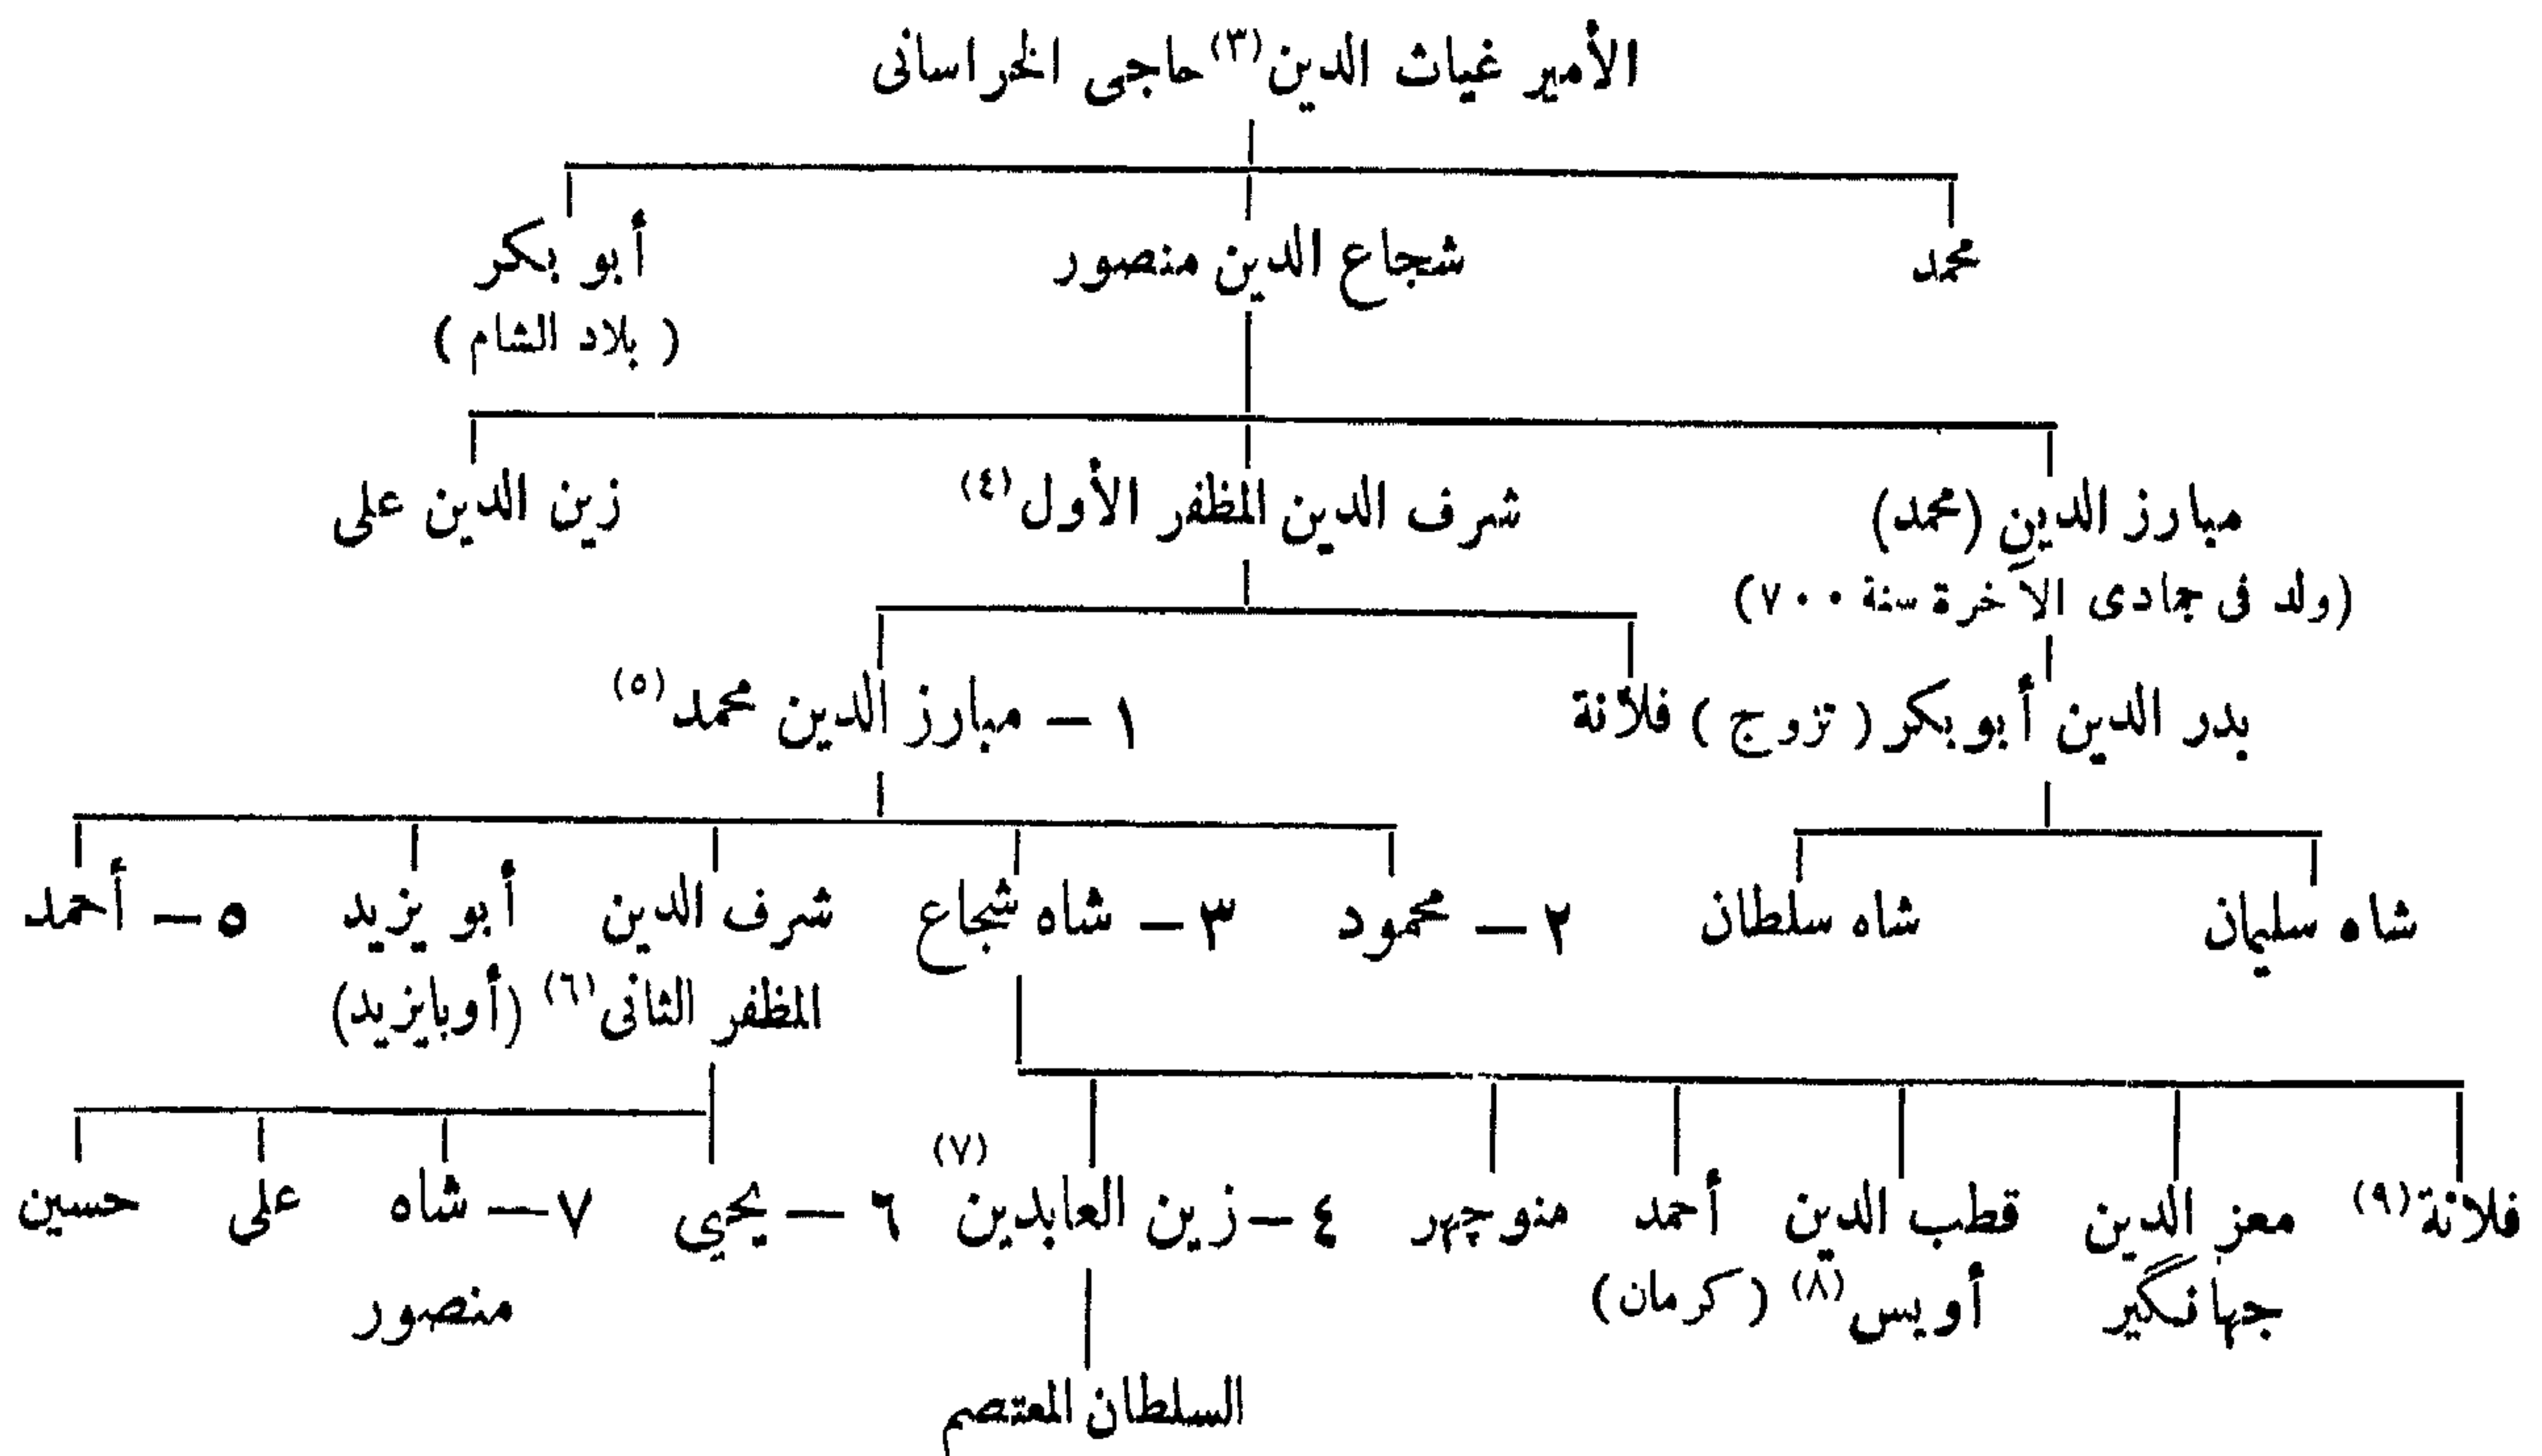 الأمير غياث الدين (٣) حاجى الخراسانى
محمد شجاع الدين منصور أبو بكر
( بلاد الشام )
مبارز الدين (محمد) شرف الدين المظفر الأول (٤) زين الدين على
(ولد فى جمادى الآخرة سنة ٧٠٠)
بدر الدين أبو بكر ( تزوج ) فلانة ١ – مبارز الدين محمد (٥)
شاه سليمان شاه سلطان ٢ – محمود ٣ – شاه شجاع شرف الدين أبو يزيد ٥ – أحمد
المظفر الثانى (٦) (أو بايزيد)
فلانة (٩) معز الدين قطب الدين أحمد منوچهر ٤ – زين العابدين (٧) ٦ – يحيى ٧ – شاه على حسين
جهانگير أويس (٨) (كرمان) منصور
السلطان المعتصم